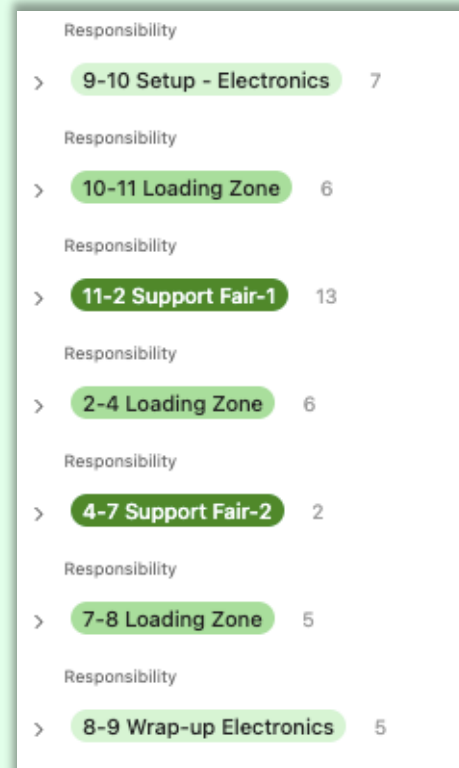 Responsibility
9-10 Setup - Electronics 7
Responsibility
10-11 Loading Zone 6
Responsibility
11-2 Support Fair-1 13
Responsibility
2-4 Loading Zone 6
Responsibility
4-7 Support Fair-2 2
Responsibility
7-8 Loading Zone 5
Responsibility
8-9 Wrap-up Electronics 5